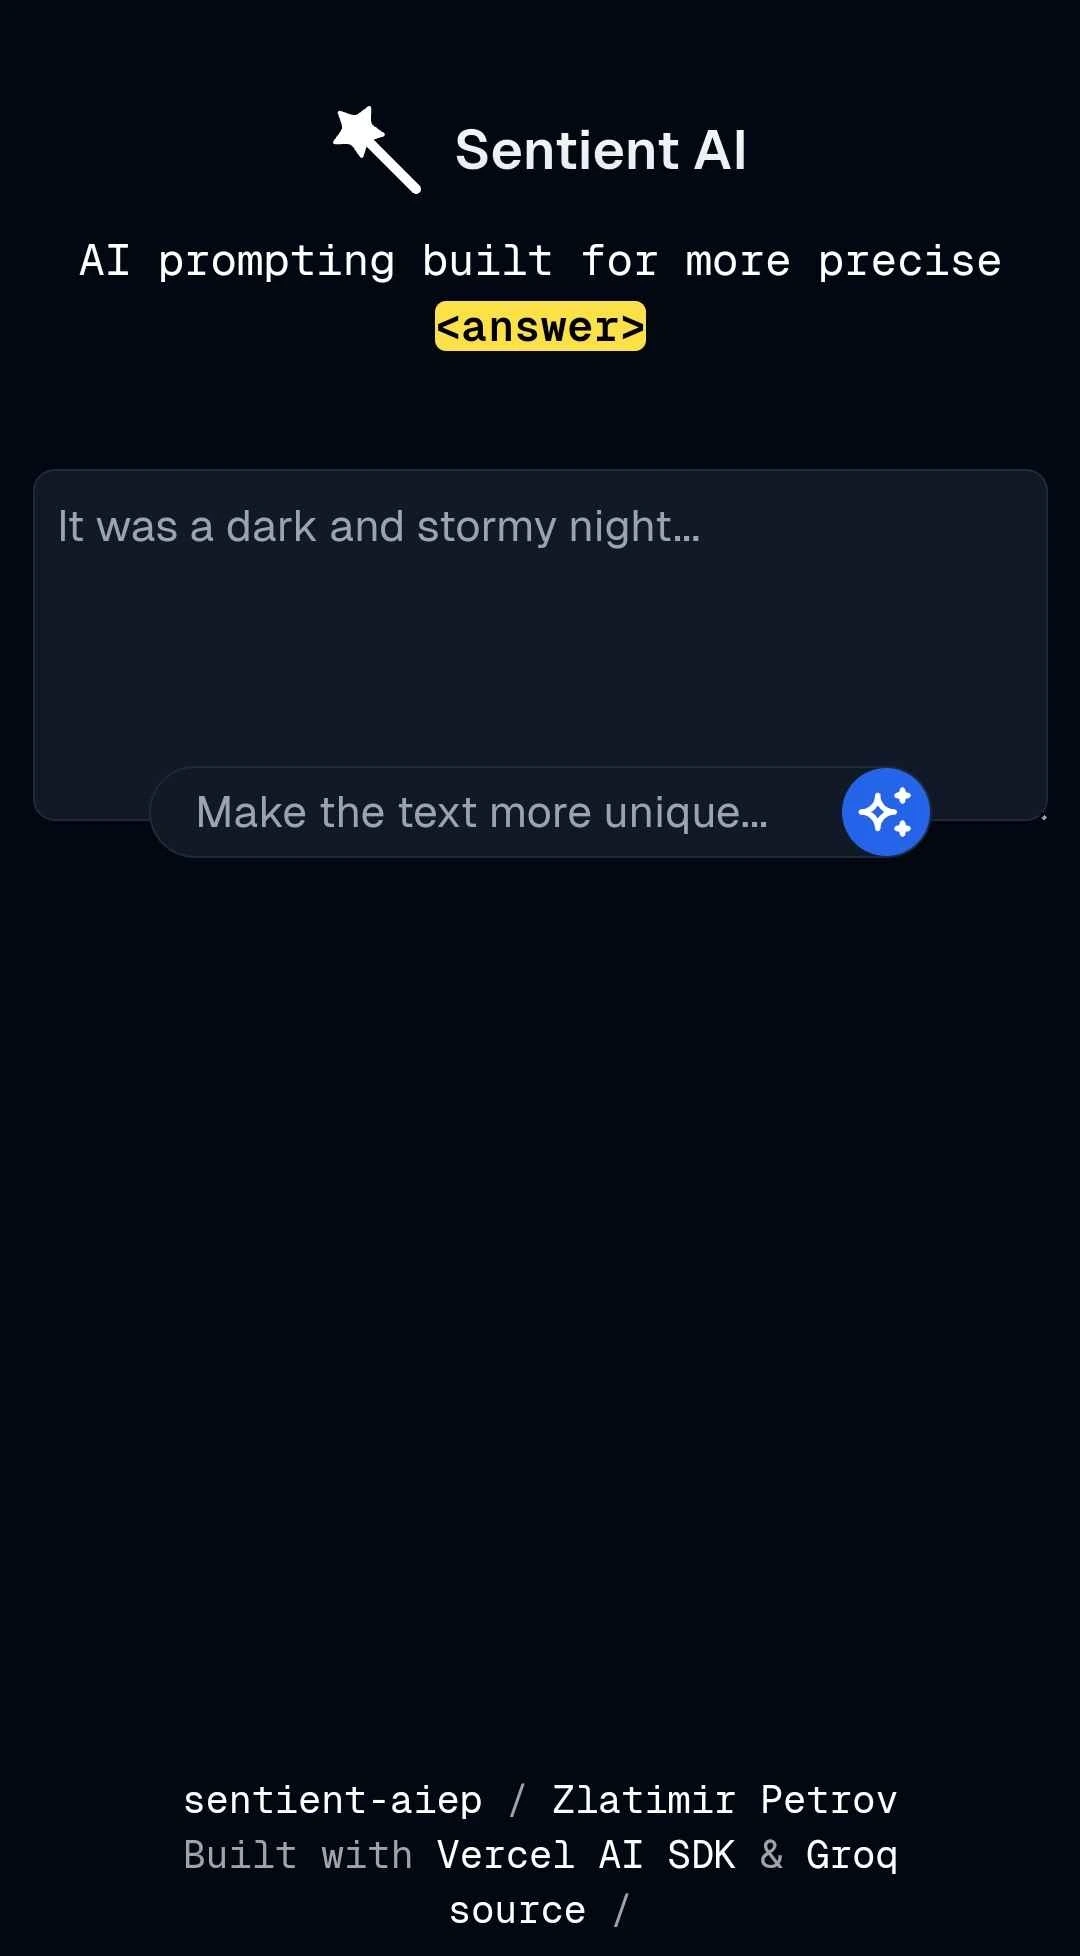 Sentient AI
AI prompting built for more precise
<answer>
It was a dark and stormy night...
Make the text more unique...
sentient-aiep / Zlatimir Petrov
Built with Vercel AI SDK & Groq
source /